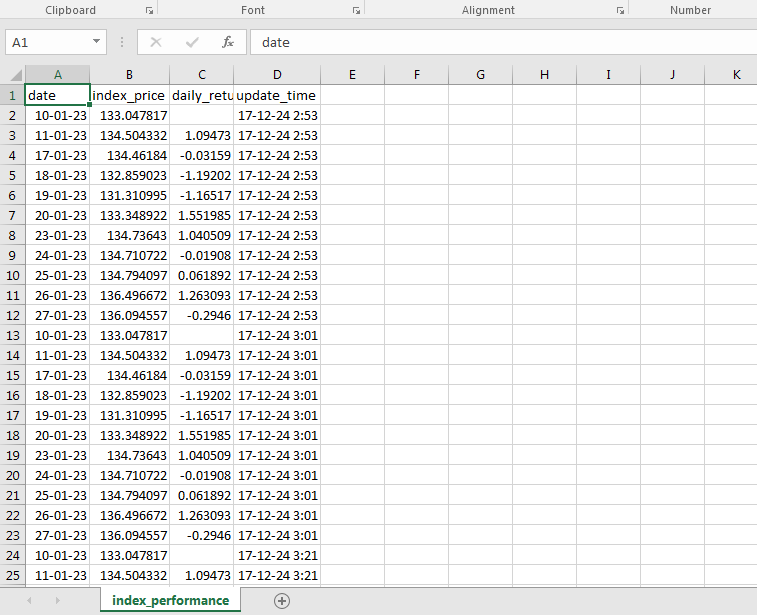 Clipboard Font Alignment Number
A1 fx date
A B C D E F G H I J K
1 date index_price daily_retu update_time
2 10-01-23 133.047817 17-12-24 2:53
3 11-01-23 134.504332 1.09473 17-12-24 2:53
4 17-01-23 134.46184 -0.03159 17-12-24 2:53
5 18-01-23 132.859023 -1.19202 17-12-24 2:53
6 19-01-23 131.310995 -1.16517 17-12-24 2:53
7 20-01-23 133.348922 1.551985 17-12-24 2:53
8 23-01-23 134.73643 1.040509 17-12-24 2:53
9 24-01-23 134.710722 -0.01908 17-12-24 2:53
10 25-01-23 134.794097 0.061892 17-12-24 2:53
11 26-01-23 136.496672 1.263093 17-12-24 2:53
12 27-01-23 136.094557 -0.2946 17-12-24 2:53
13 10-01-23 133.047817 17-12-24 3:01
14 11-01-23 134.504332 1.09473 17-12-24 3:01
15 17-01-23 134.46184 -0.03159 17-12-24 3:01
16 18-01-23 132.859023 -1.19202 17-12-24 3:01
17 19-01-23 131.310995 -1.16517 17-12-24 3:01
18 20-01-23 133.348922 1.551985 17-12-24 3:01
19 23-01-23 134.73643 1.040509 17-12-24 3:01
20 24-01-23 134.710722 -0.01908 17-12-24 3:01
21 25-01-23 134.794097 0.061892 17-12-24 3:01
22 26-01-23 136.496672 1.263093 17-12-24 3:01
23 27-01-23 136.094557 -0.2946 17-12-24 3:01
24 10-01-23 133.047817 17-12-24 3:21
25 11-01-23 134.504332 1.09473 17-12-24 3:21
index_performance